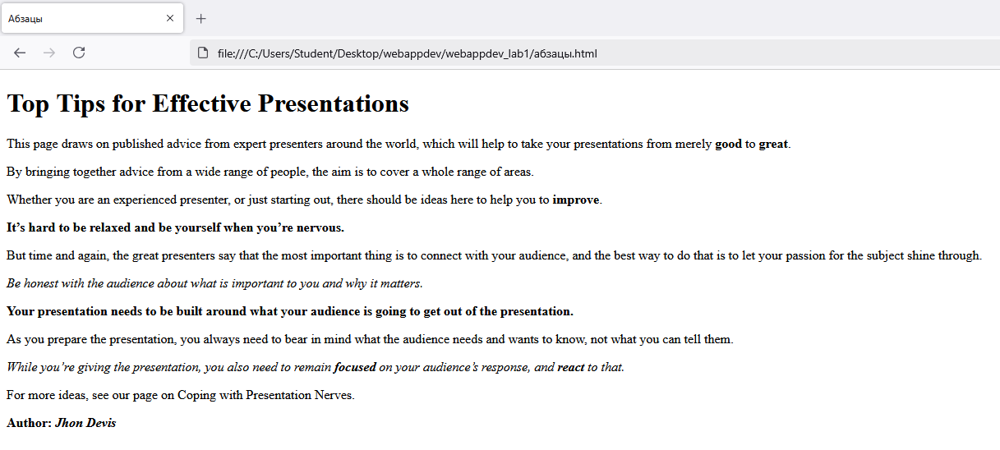 Абзацы
file:///C:/Users/Student/Desktop/webappdev/webappdev_lab1/абзацы.html
Top Tips for Effective Presentations
This page draws on published advice from expert presenters around the world, which will help to take your presentations from merely good to great.
By bringing together advice from a wide range of people, the aim is to cover a whole range of areas.
Whether you are an experienced presenter, or just starting out, there should be ideas here to help you to improve.
It’s hard to be relaxed and be yourself when you’re nervous.
But time and again, the great presenters say that the most important thing is to connect with your audience, and the best way to do that is to let your passion for the subject shine through.
Be honest with the audience about what is important to you and why it matters.
Your presentation needs to be built around what your audience is going to get out of the presentation.
As you prepare the presentation, you always need to bear in mind what the audience needs and wants to know, not what you can tell them.
While you’re giving the presentation, you also need to remain focused on your audience’s response, and react to that.
For more ideas, see our page on Coping with Presentation Nerves.
Author: Jhon Devis